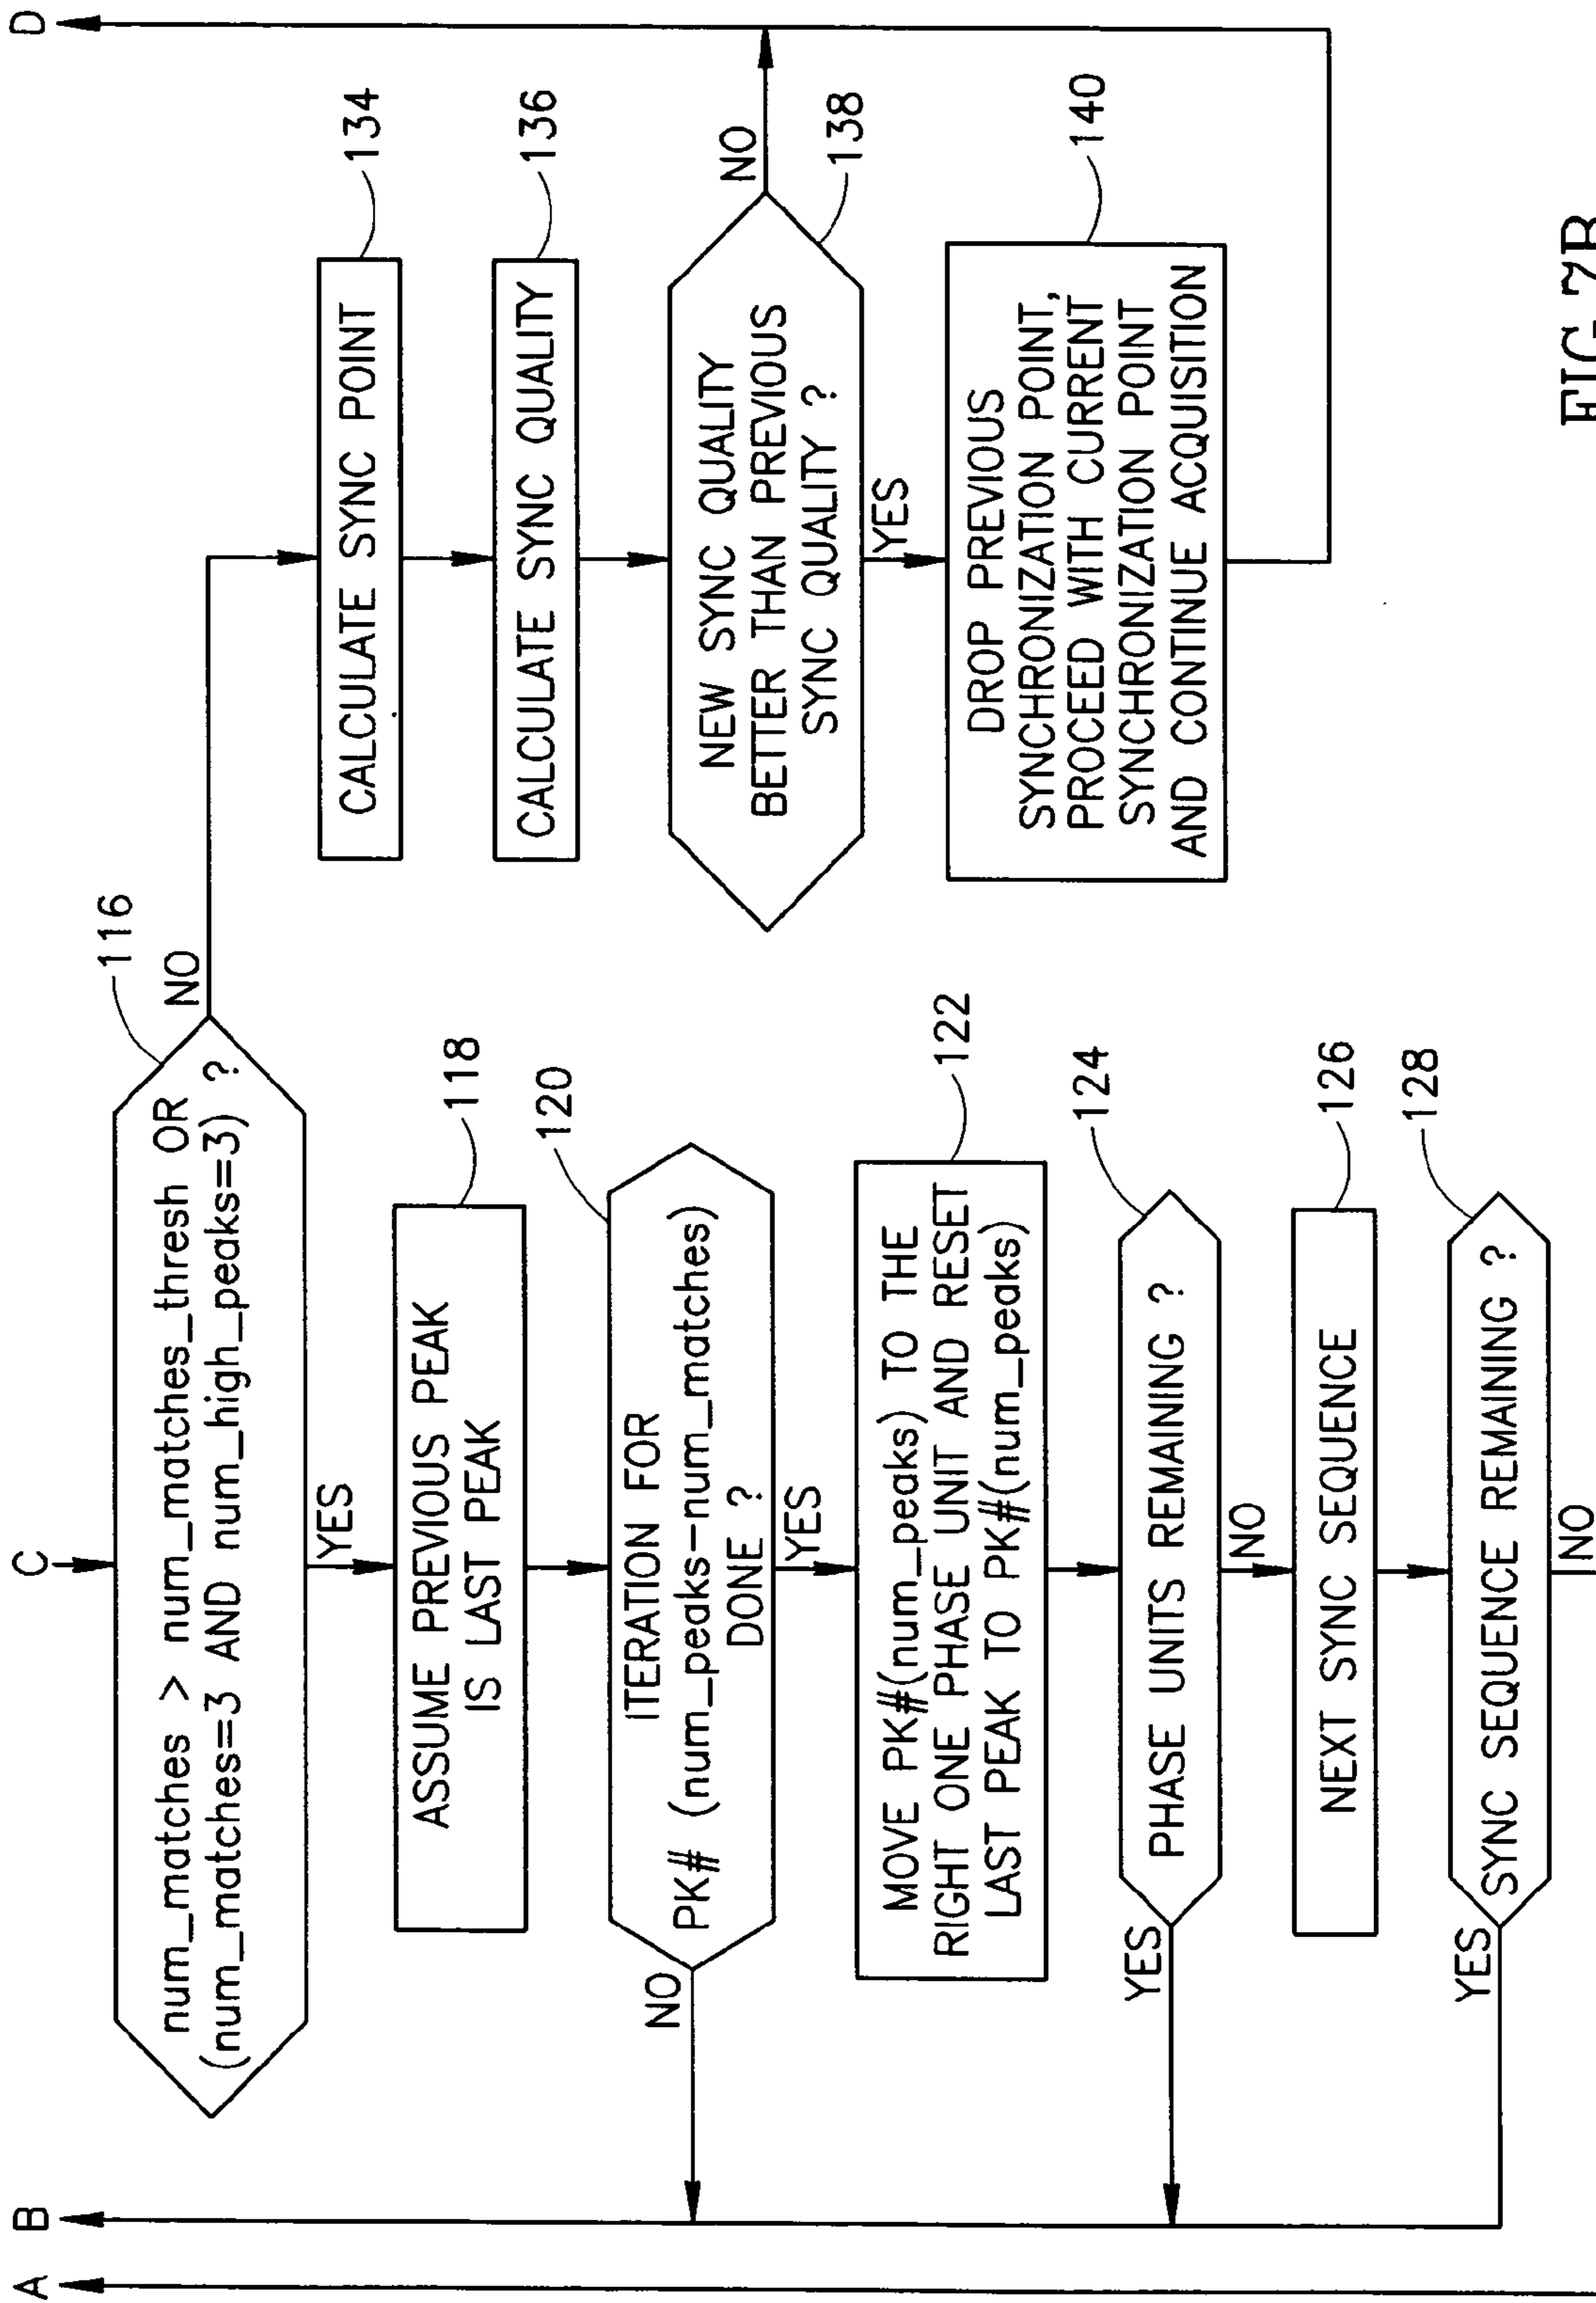 A
B
C
D
num_matches > num_matches_thresh OR
(num_matches=3 AND num_high_peaks=3) ?
116
NO
YES
ASSUME PREVIOUS PEAK
IS LAST PEAK
118
ITERATION FOR
PK# (num_peaks-num_matches)
DONE ?
120
NO
YES
MOVE PK#(num_peaks) TO THE
RIGHT ONE PHASE UNIT AND RESET
LAST PEAK TO PK#(num_peaks)
122
PHASE UNITS REMAINING ?
124
YES
NO
NEXT SYNC SEQUENCE
126
SYNC SEQUENCE REMAINING ?
128
YES
NO
CALCULATE SYNC POINT
134
CALCULATE SYNC QUALITY
136
NEW SYNC QUALITY
BETTER THAN PREVIOUS
SYNC QUALITY ?
138
NO
YES
DROP PREVIOUS
SYNCHRONIZATION POINT,
PROCEED WITH CURRENT
SYNCHRONIZATION POINT
AND CONTINUE ACQUISITION
140
FIG.7B